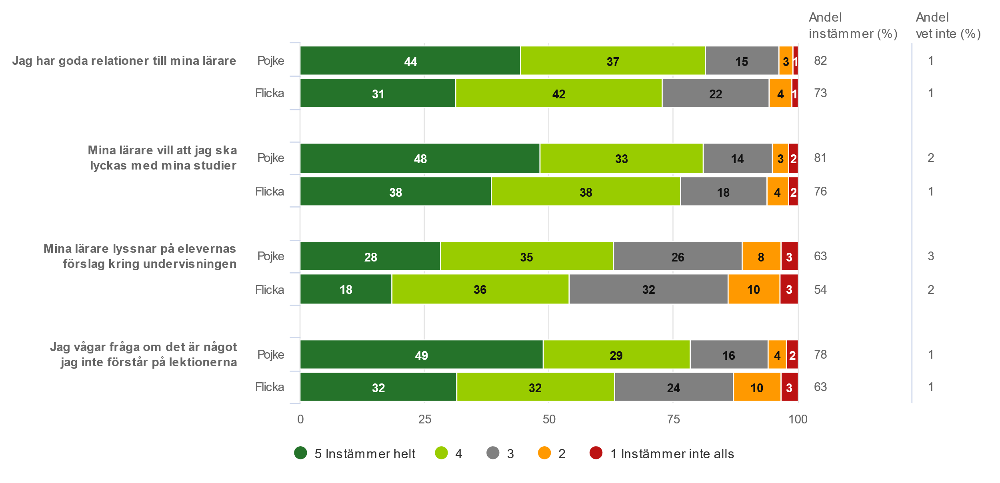 Andel
instämmer (%)
Andel
vet inte (%)
Jag har goda relationer till mina lärare
Pojke 44 37 15 3 1 82 1
Flicka 31 42 22 4 1 73 1
Mina lärare vill att jag ska
lyckas med mina studier
Pojke 48 33 14 3 2 81 2
Flicka 38 38 18 4 2 76 1
Mina lärare lyssnar på elevernas
förslag kring undervisningen
Pojke 28 35 26 8 3 63 3
Flicka 18 36 32 10 3 54 2
Jag vågar fråga om det är något
jag inte förstår på lektionerna
Pojke 49 29 16 4 2 78 1
Flicka 32 32 24 10 3 63 1
0 25 50 75 100
5 Instämmer helt 4 3 2 1 Instämmer inte alls